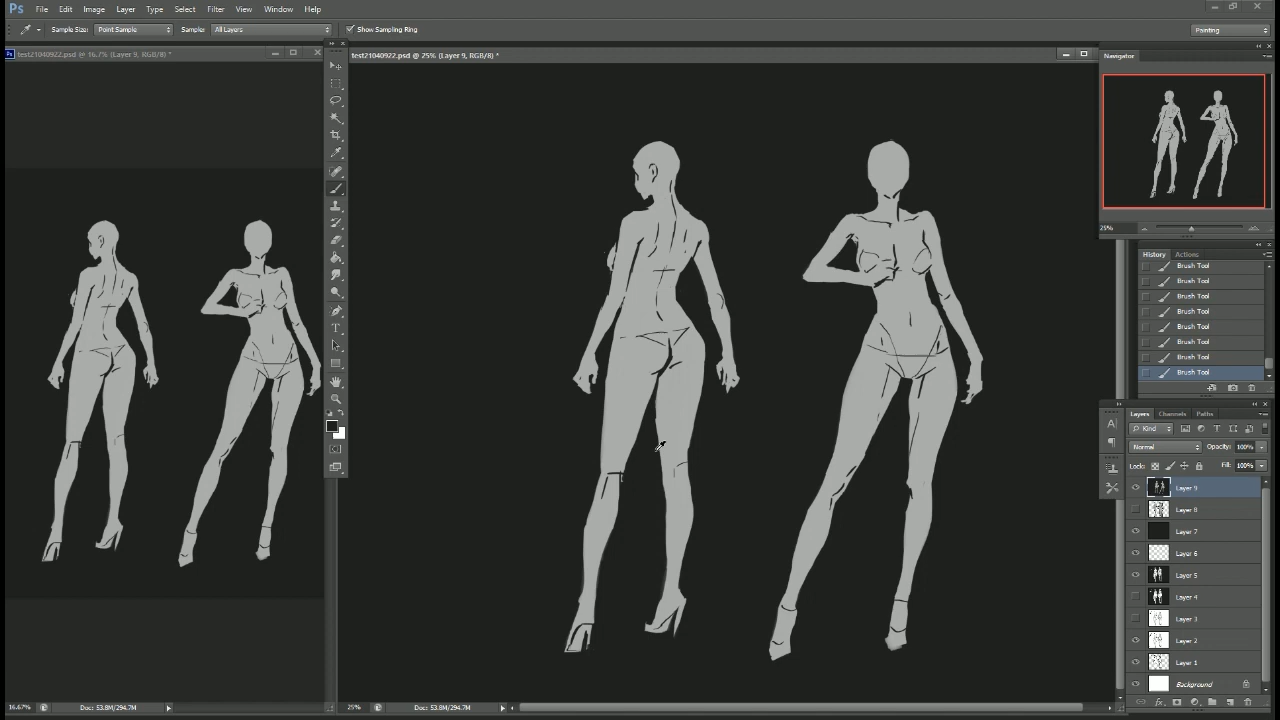 Ps File Edit Image Layer Type Select Filter View Window Help
Sample Size: Point Sample Sample: All Layers Show Sampling Ring Painting
Ps test21040922.psd @ 16.7% (Layer 9, RGB/8) *
test21040922.psd @ 25% (Layer 9, RGB/8) *
Navigator
25%
History Actions
Brush Tool
Brush Tool
Brush Tool
Brush Tool
Brush Tool
Brush Tool
Brush Tool
Brush Tool
Layers Channels Paths
Kind
Normal Opacity: 100%
Lock: Fill: 100%
Layer 9
Layer 8
Layer 7
Layer 6
Layer 5
Layer 4
Layer 3
Layer 2
Layer 1
Background
16.67% Doc: 53.8M/294.7M
25% Doc: 53.8M/294.7M